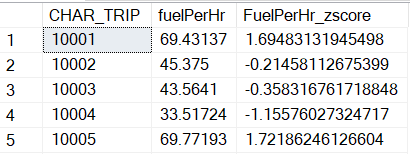 CHAR_TRIP fuelPerHr FuelPerHr_zscore
1 10001 69.43137 1.69483131945498
2 10002 45.375 -0.21458112675399
3 10003 43.5641 -0.358316761718848
4 10004 33.51724 -1.15576027324717
5 10005 69.77193 1.72186246126604